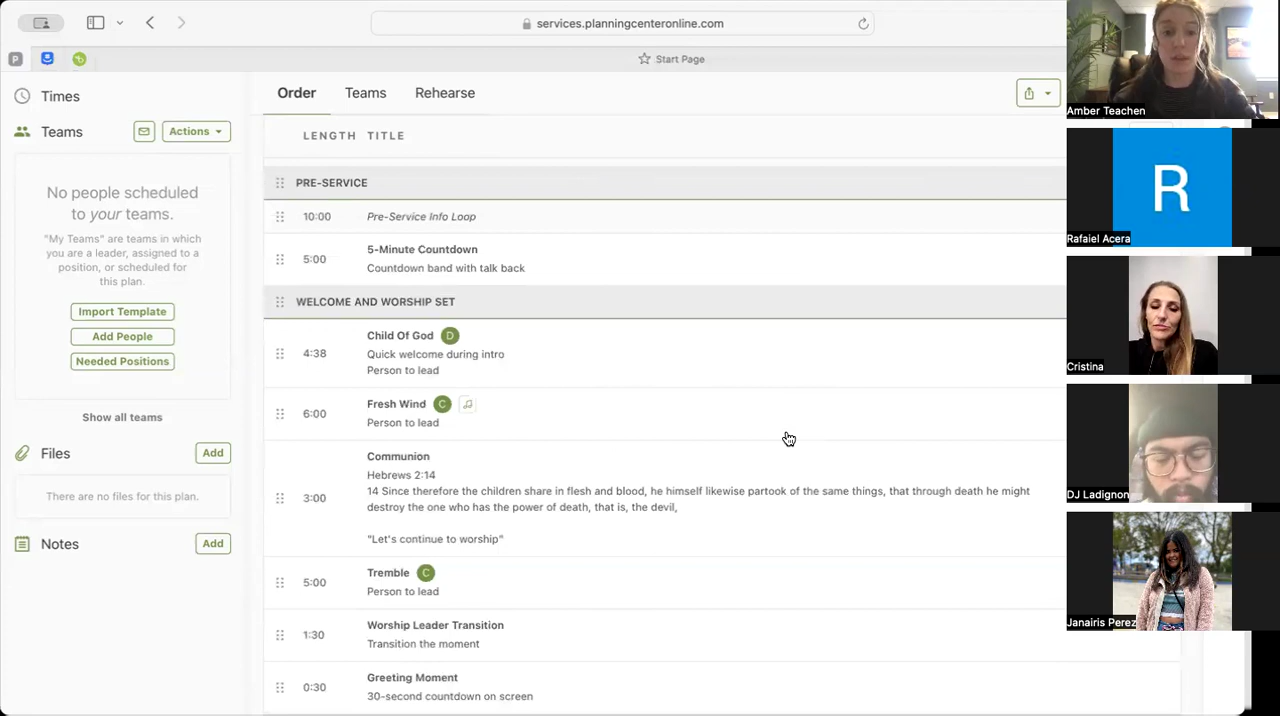 services.planningcenteronline.com
P
Start Page
Times
Teams
Actions
No people scheduled
to your teams.
"My Teams" are teams in which
you are a leader, assigned to a
position, or scheduled for
this plan.
Import Template
Add People
Needed Positions
Show all teams
Files
Add
There are no files for this plan.
Notes
Add
Order Teams Rehearse
LENGTH TITLE
PRE-SERVICE
10:00 Pre-Service Info Loop
5:00 5-Minute Countdown
Countdown band with talk back
WELCOME AND WORSHIP SET
4:38 Child Of God D
Quick welcome during intro
Person to lead
6:00 Fresh Wind C
Person to lead
3:00 Communion
Hebrews 2:14
14 Since therefore the children share in flesh and blood, he himself likewise partook of the same things, that through death he might
destroy the one who has the power of death, that is, the devil,
"Let's continue to worship"
5:00 Tremble C
Person to lead
1:30 Worship Leader Transition
Transition the moment
0:30 Greeting Moment
30-second countdown on screen
Amber Teachen
R
Rafaiel Acera
Cristina
DJ Ladignon
Janairis Perez